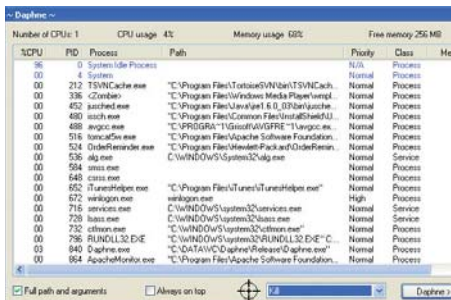 ~ Daphne ~
Number of CPUs: 1 CPU usage 4% Memory usage 68% Free memory 256 MB
%CPU PID Process Path Priority Class Me
96 0 System Idle Process N/A Process
00 4 System Normal Process
00 212 TSVNCache.exe "C:\Program Files\TortoiseSVN\bin\TSVNCach... Normal Process
00 336 <Zombie> "C:\Program Files\Windows Media Player\wmpl... Normal Process
00 452 jusched.exe "C:\Program Files\Java\jre1.6.0_03\bin\jusche... Normal Process
00 480 issch.exe "C:\Program Files\Common Files\InstallShield\U... Normal Process
00 488 avgcc.exe "C:\PROGRA~1\Grisoft\AVGFRE~1\avgcc.ex... Normal Process
00 516 tomcat5w.exe "C:\Program Files\Apache Software Foundation... Normal Process
00 524 OrderReminder.exe "C:\Program Files\Hewlett-Packard\OrderRemin... Normal Process
00 536 alg.exe C:\WINDOWS\System32\alg.exe Normal Service
00 584 smss.exe Normal Process
00 648 csrss.exe Normal Process
00 652 iTunesHelper.exe "C:\Program Files\iTunes\iTunesHelper.exe" Normal Process
00 672 winlogon.exe winlogon.exe High Process
00 716 services.exe C:\WINDOWS\system32\services.exe Normal Service
00 728 lsass.exe C:\WINDOWS\system32\lsass.exe Normal Service
00 732 ctfmon.exe "C:\WINDOWS\system32\ctfmon.exe" Normal Process
00 796 RUNDLL32.EXE "C:\WINDOWS\system32\RUNDLL32.EXE" C... Normal Process
03 840 Daphne.exe "C:\DATA\VC\Daphne\Release\Daphne.exe" Normal Process
00 864 ApacheMonitor.exe "C:\Program Files\Apache Software Foundation... Normal Process
Full path and arguments Always on top Kill Daphne >